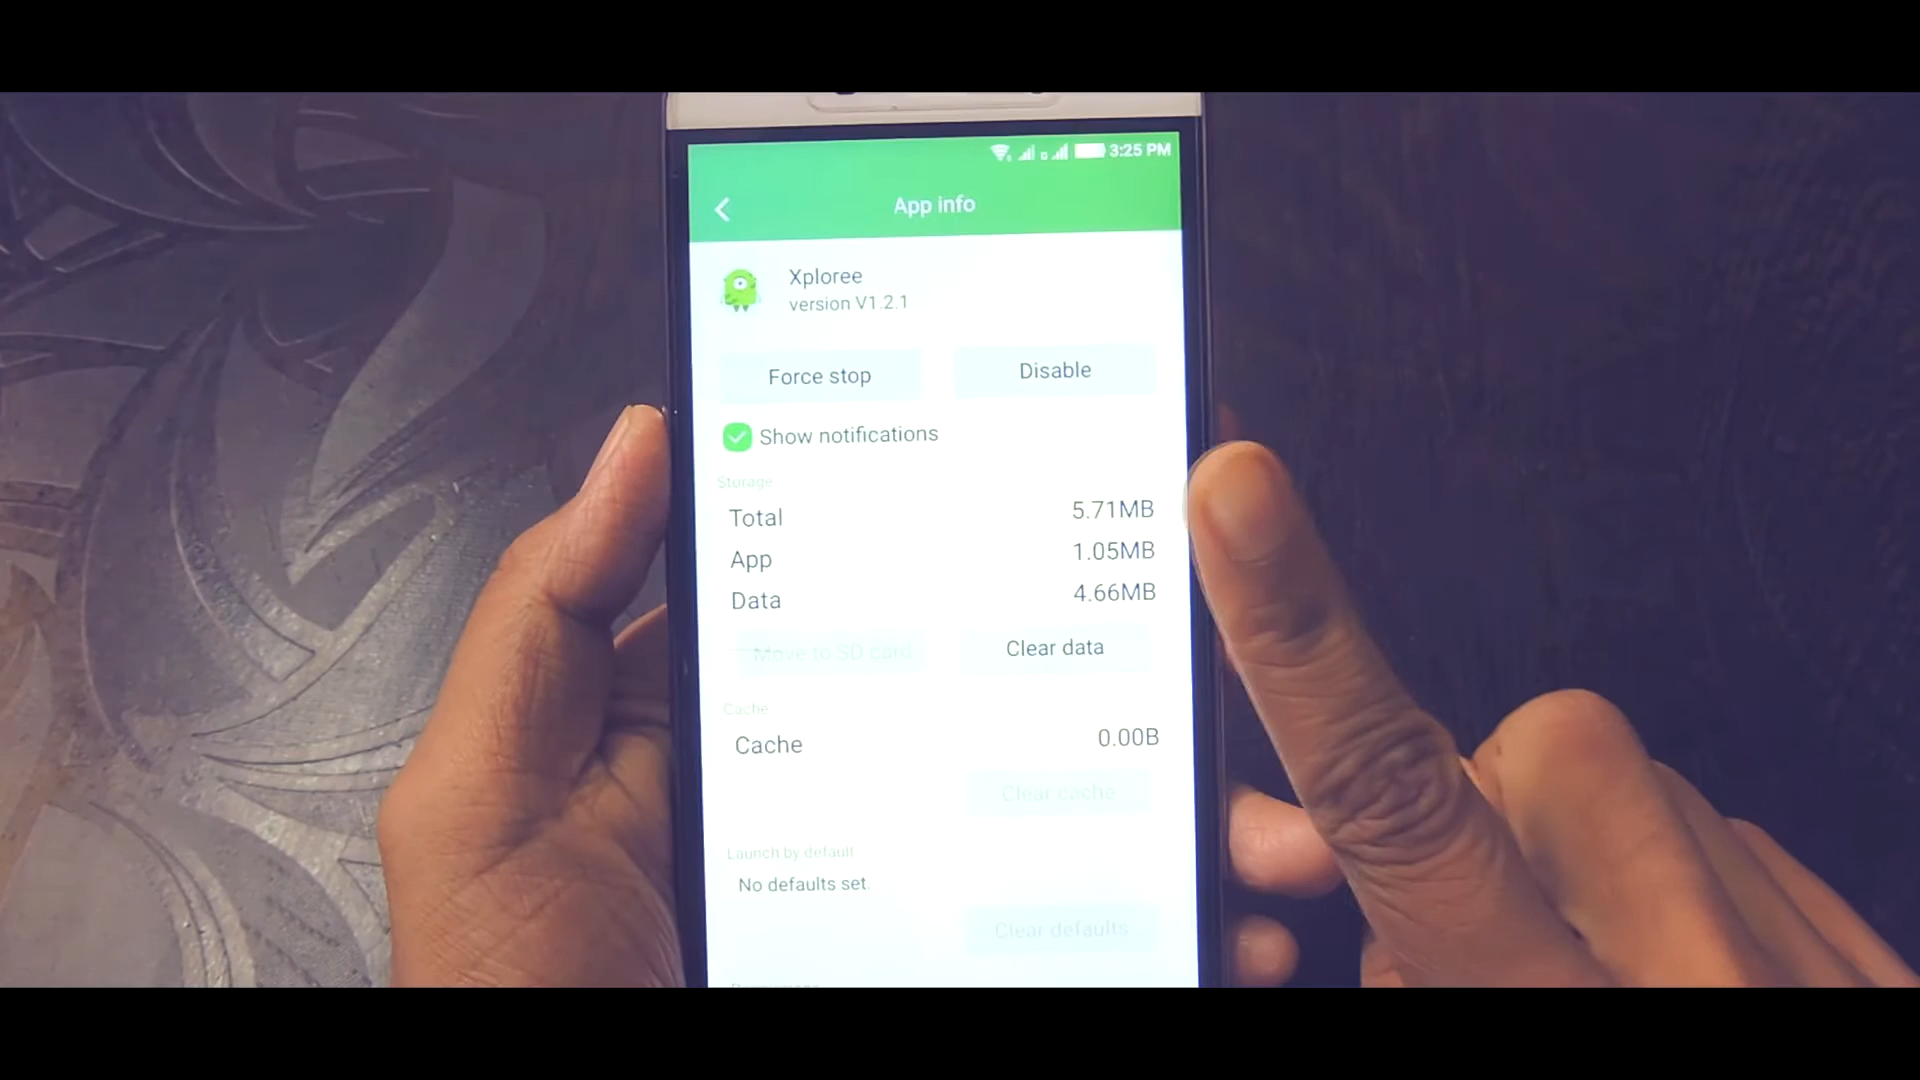 3:25 PM
App info
Xploree
version V1.2.1
Force stop
Disable
Show notifications
Storage
Total 5.71MB
App 1.05MB
Data 4.66MB
Move to SD card
Clear data
Cache
Cache 0.00B
Clear cache
Launch by default
No defaults set.
Clear defaults